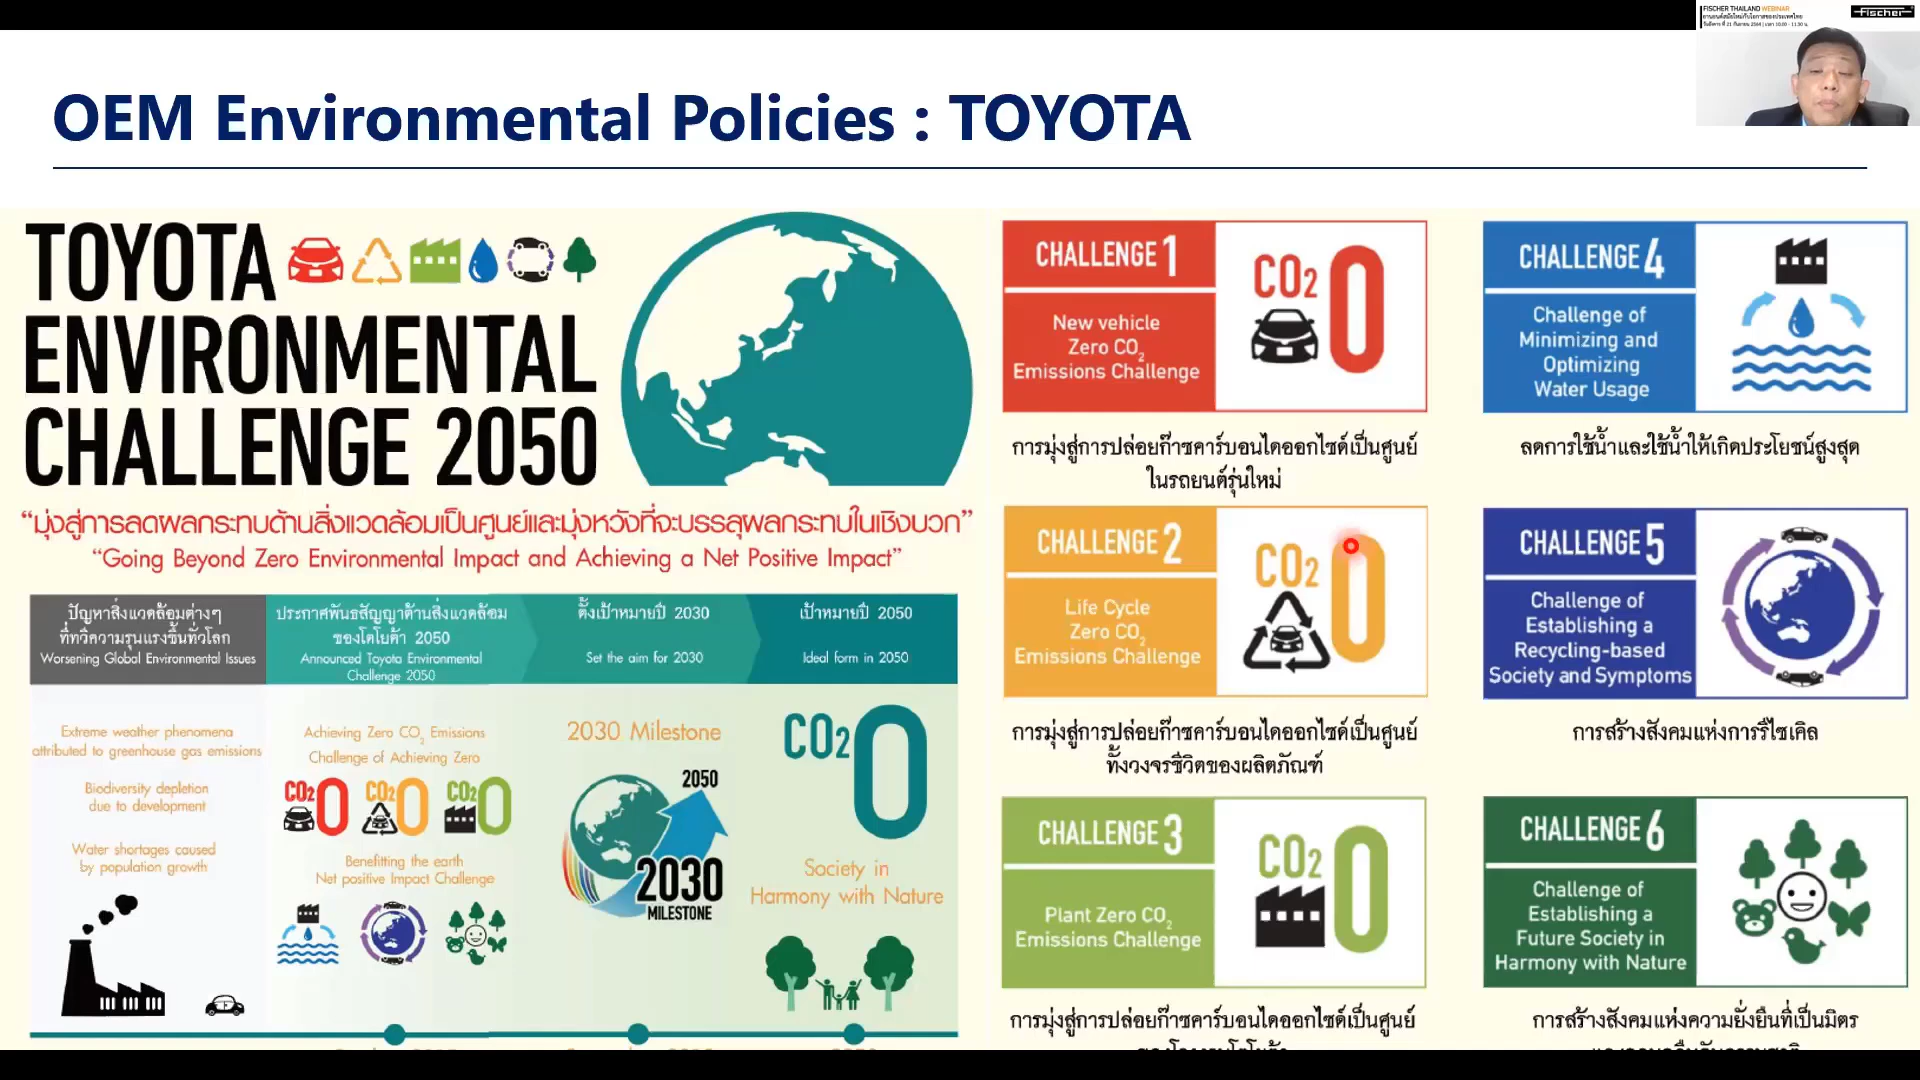 FISCHER THAILAND WEBINAR
fischer
OEM Environmental Policies : TOYOTA
TOYOTA
ENVIRONMENTAL
CHALLENGE 2050
“มุ่งสู่การลดผลกระทบด้านสิ่งแวดล้อมเป็นศูนย์และมุ่งหวังที่จะบรรลุผลกระทบในเชิงบวก”
“Going Beyond Zero Environmental Impact and Achieving a Net Positive Impact”
ปัญหาสิ่งแวดล้อมต่างๆ
ที่ทวีความรุนแรงขึ้นทั่วโลก
Worsening Global Environmental Issues
Extreme weather phenomena
attributed to greenhouse gas emissions
Biodiversity depletion
due to development
Water shortages caused
by population growth
ประกาศพันธสัญญาด้านสิ่งแวดล้อม
ของโตโยต้า 2050
Announced Toyota Environmental
Challenge 2050
Achieving Zero CO2 Emissions
Challenge of Achieving Zero
CO2 0 CO2 0 CO2 0
Benefitting the earth
Net positive Impact Challenge
ตั้งเป้าหมายปี 2030
Set the aim for 2030
2030 Milestone
2050
2030
MILESTONE
เป้าหมายปี 2050
Ideal form in 2050
CO2 0
Society in
Harmony with Nature
CHALLENGE 1
New vehicle
Zero CO2
Emissions Challenge
CO2 0
การมุ่งสู่การปล่อยก๊าซคาร์บอนไดออกไซด์เป็นศูนย์
ในรถยนต์รุ่นใหม่
CHALLENGE 2
Life Cycle
Zero CO2
Emissions Challenge
CO2 0
การมุ่งสู่การปล่อยก๊าซคาร์บอนไดออกไซด์เป็นศูนย์
ทั้งวงจรชีวิตของผลิตภัณฑ์
CHALLENGE 3
Plant Zero CO2
Emissions Challenge
CO2 0
การมุ่งสู่การปล่อยก๊าซคาร์บอนไดออกไซด์เป็นศูนย์
CHALLENGE 4
Challenge of
Minimizing and
Optimizing
Water Usage
ลดการใช้น้ำและใช้น้ำให้เกิดประโยชน์สูงสุด
CHALLENGE 5
Challenge of
Establishing a
Recycling-based
Society and Symptoms
การสร้างสังคมแห่งการรีไซเคิล
CHALLENGE 6
Challenge of
Establishing a
Future Society in
Harmony with Nature
การสร้างสังคมแห่งความยั่งยืนที่เป็นมิตร